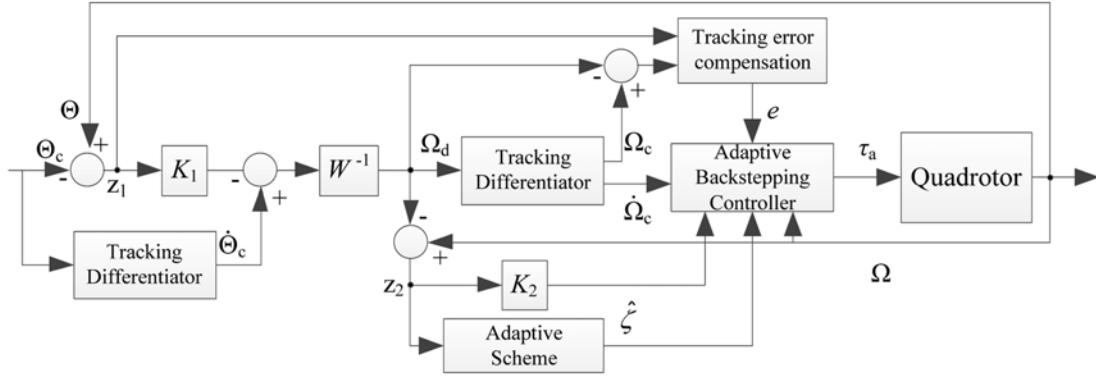 Tracking error
compensation
-
+
Θ
+
e
Θc
-
z1
K1
-
+
W⁻¹
Ωd
Tracking
Differentiator
Ωc
Ω̇c
Adaptive
Backstepping
Controller
τa
Quadrotor
Tracking
Differentiator
Θ̇c
-
+
Ω
z2
K2
Adaptive
Scheme
ζ̂